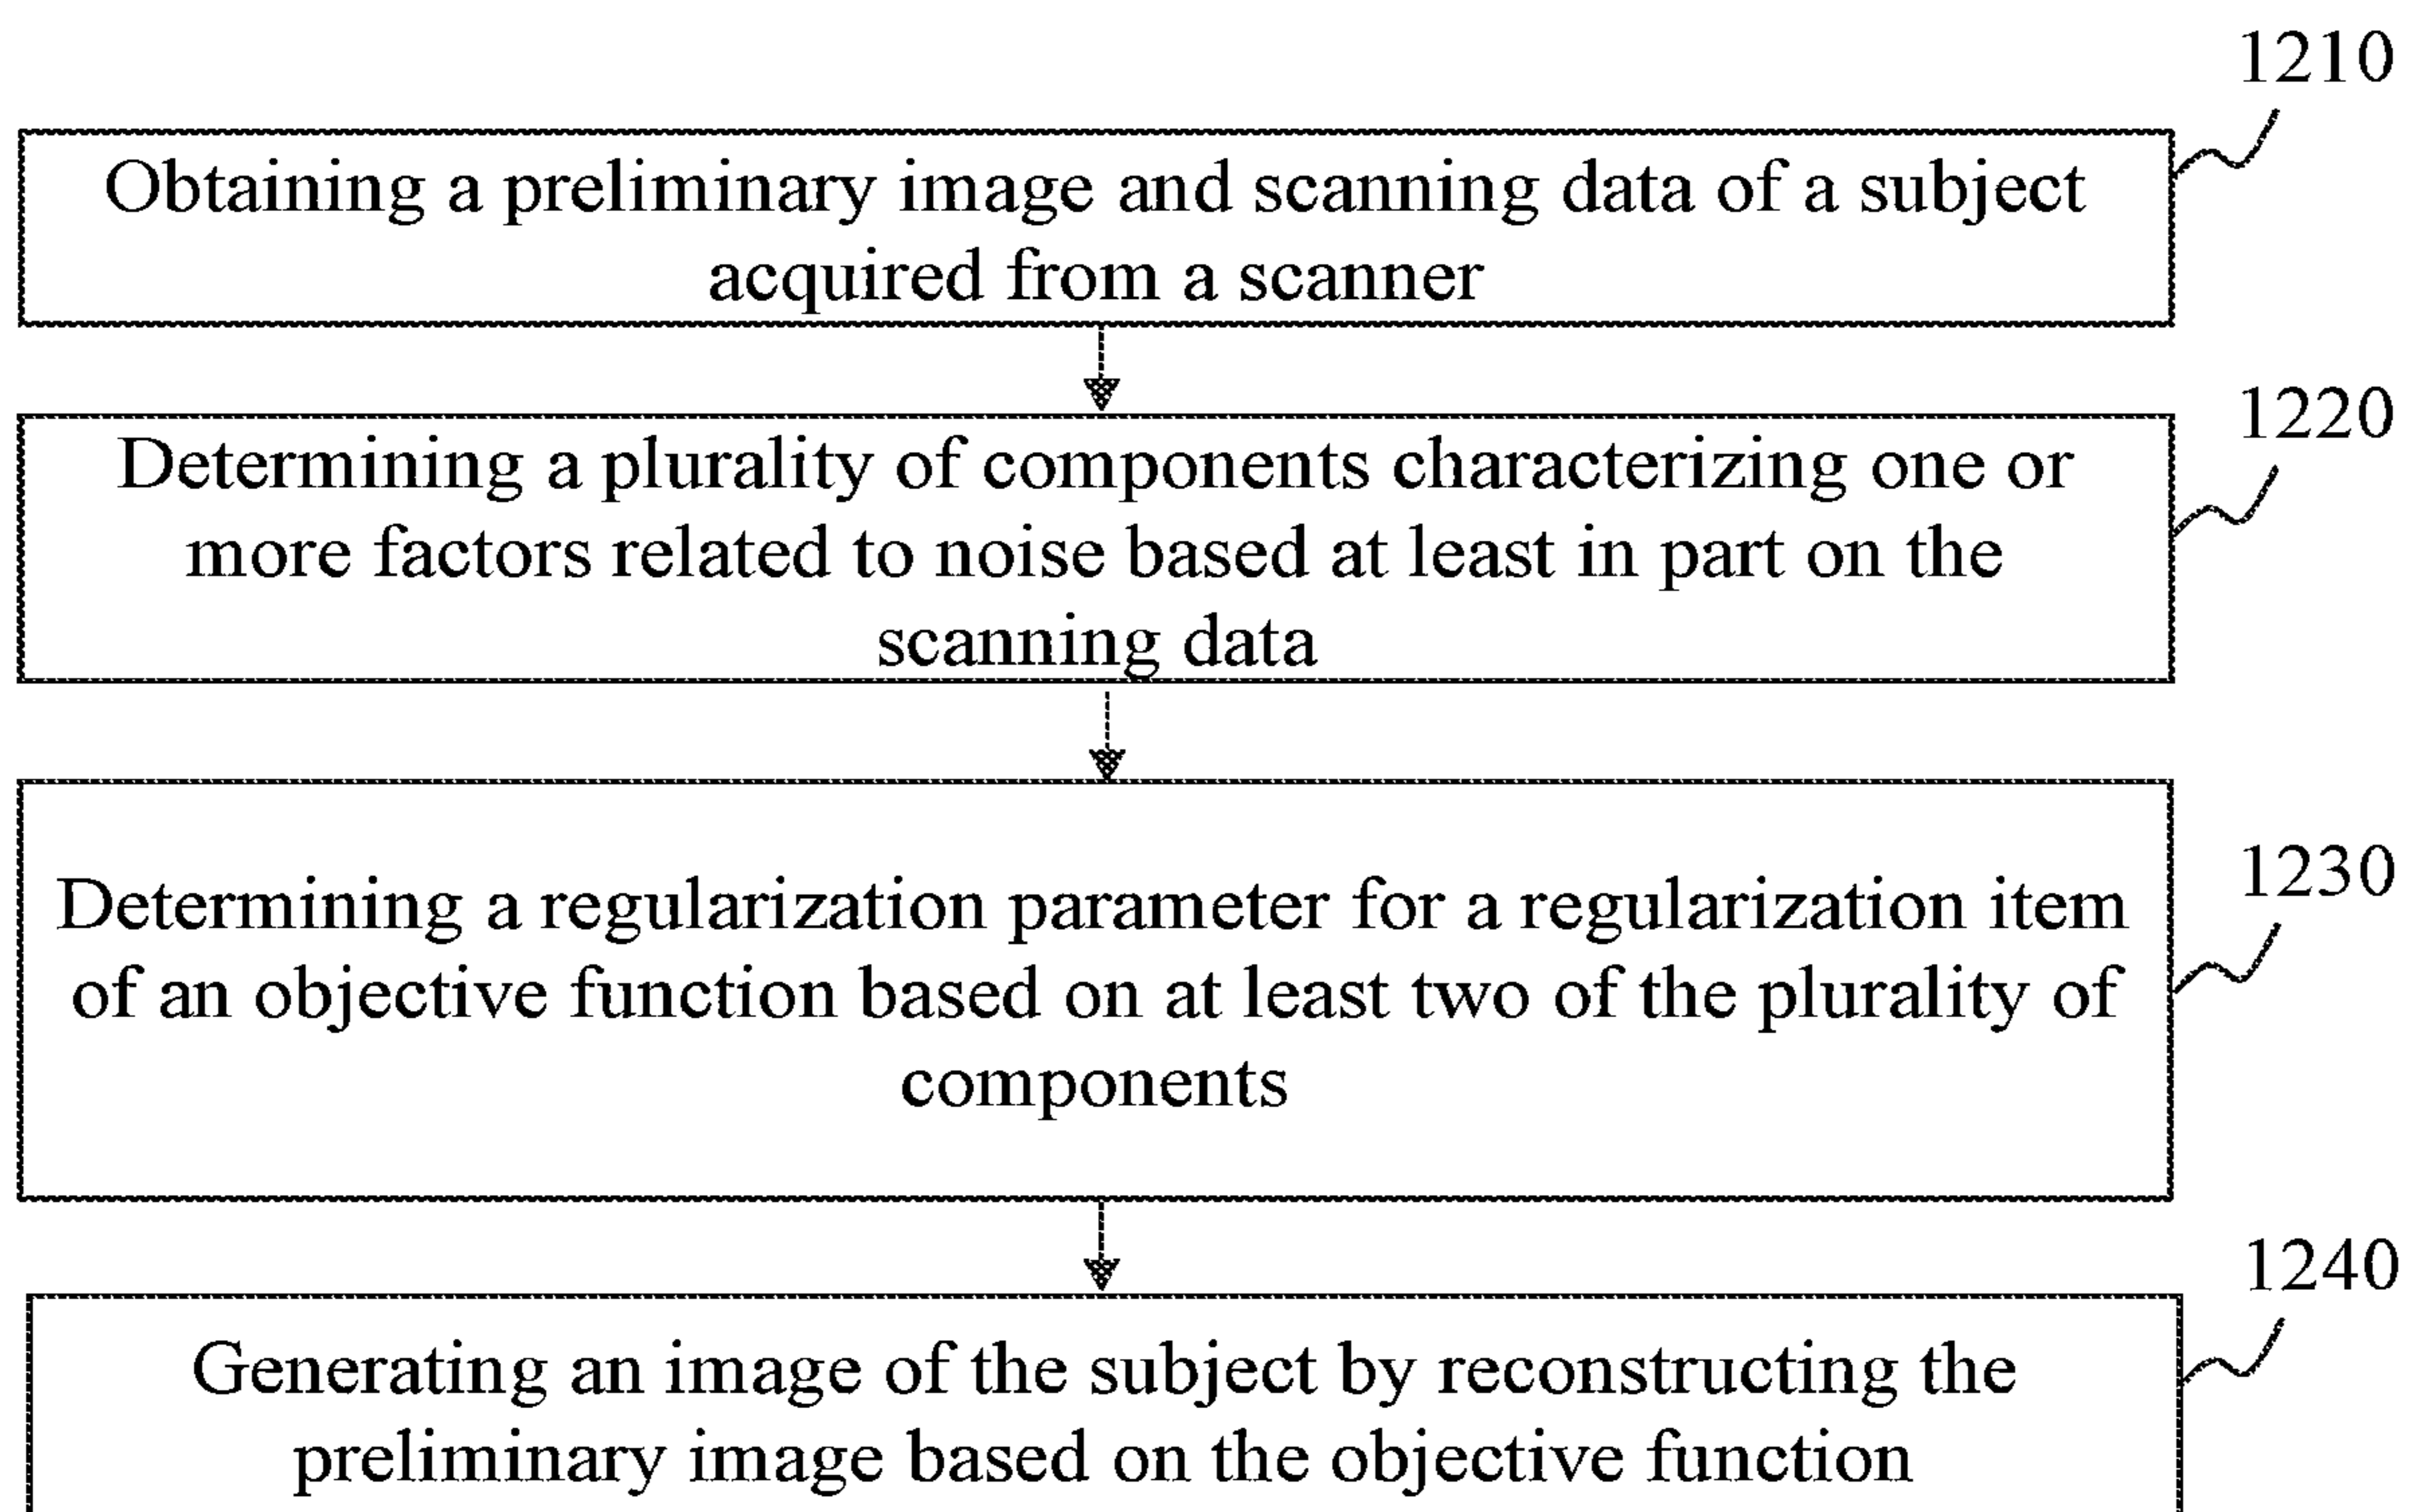 1210
Obtaining a preliminary image and scanning data of a subject
acquired from a scanner
1220
Determining a plurality of components characterizing one or
more factors related to noise based at least in part on the
scanning data
1230
Determining a regularization parameter for a regularization item
of an objective function based on at least two of the plurality of
components
1240
Generating an image of the subject by reconstructing the
preliminary image based on the objective function